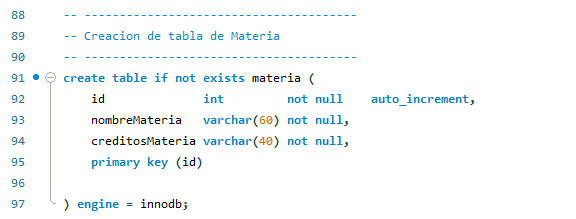 88 -- ---------------------------------------
89 -- Creacion de tabla de Materia
90 -- ---------------------------------------
91 create table if not exists materia (
92 id int not null auto_increment,
93 nombreMateria varchar(60) not null,
94 creditosMateria varchar(40) not null,
95 primary key (id)
96
97 ) engine = innodb;